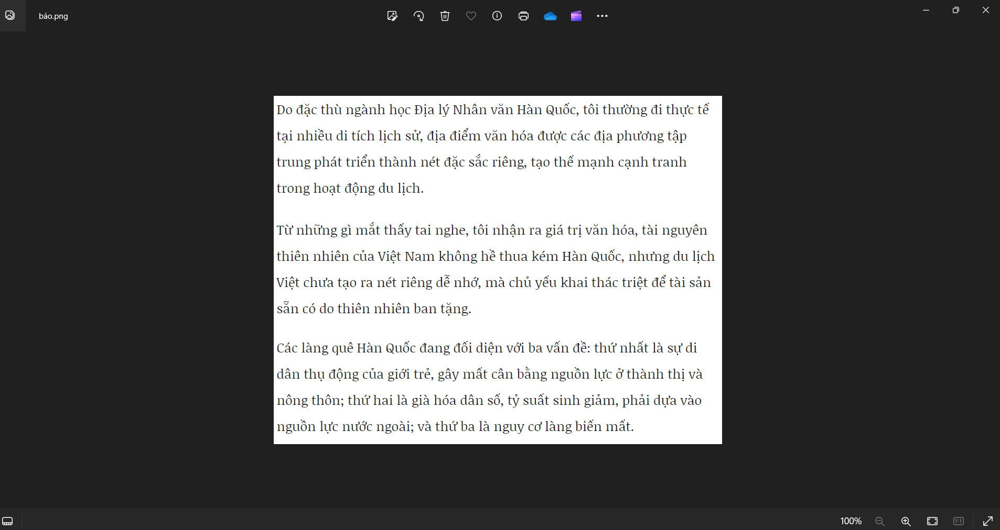 báo.png
Do đặc thù ngành học Địa lý Nhân văn Hàn Quốc, tôi thường đi thực tế
tại nhiều di tích lịch sử, địa điểm văn hóa được các địa phương tập
trung phát triển thành nét đặc sắc riêng, tạo thế mạnh cạnh tranh
trong hoạt động du lịch.
Từ những gì mắt thấy tai nghe, tôi nhận ra giá trị văn hóa, tài nguyên
thiên nhiên của Việt Nam không hề thua kém Hàn Quốc, nhưng du lịch
Việt chưa tạo ra nét riêng dễ nhớ, mà chủ yếu khai thác triệt để tài sản
sẵn có do thiên nhiên ban tặng.
Các làng quê Hàn Quốc đang đối diện với ba vấn đề: thứ nhất là sự di
dân thụ động của giới trẻ, gây mất cân bằng nguồn lực ở thành thị và
nông thôn; thứ hai là già hóa dân số, tỷ suất sinh giảm, phải dựa vào
nguồn lực nước ngoài; và thứ ba là nguy cơ làng biến mất.
100%
1:1